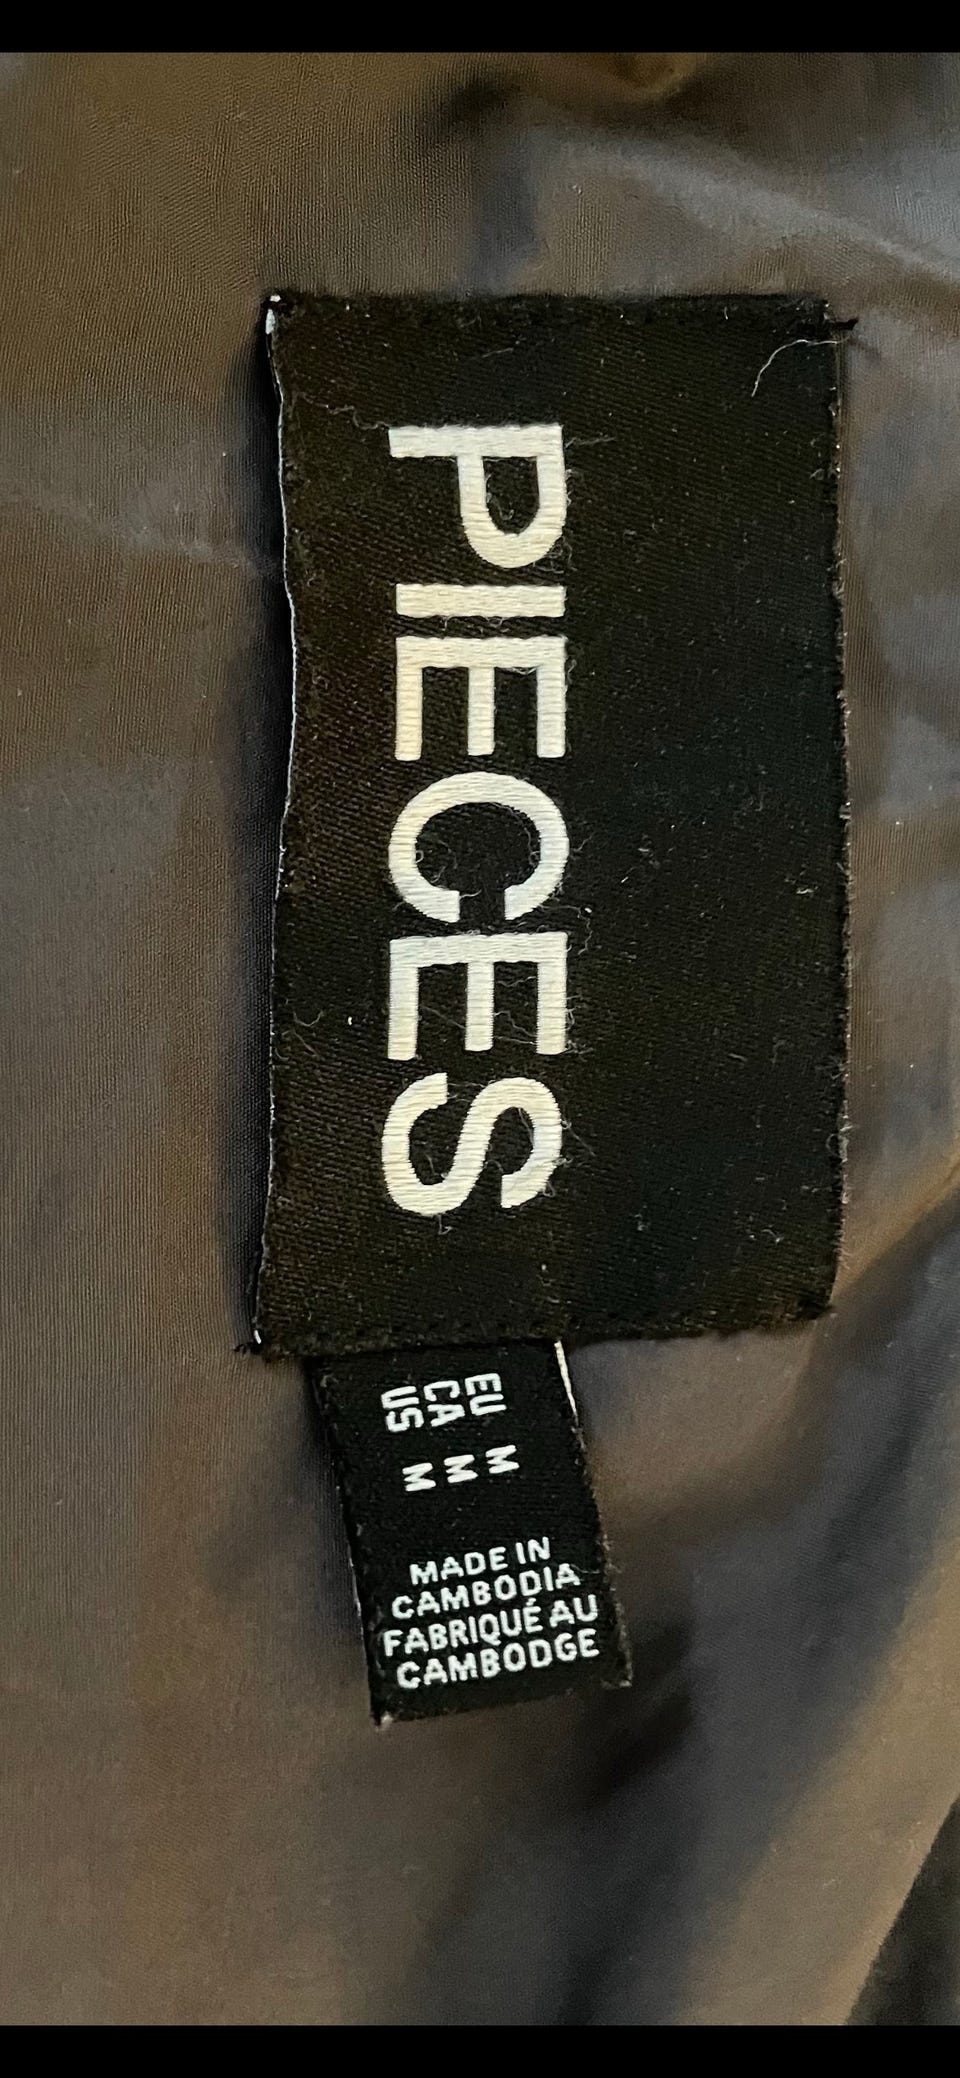 PIECES
EU M
CA M
US M
MADE IN
CAMBODIA
FABRIQUÉ AU
CAMBODGE